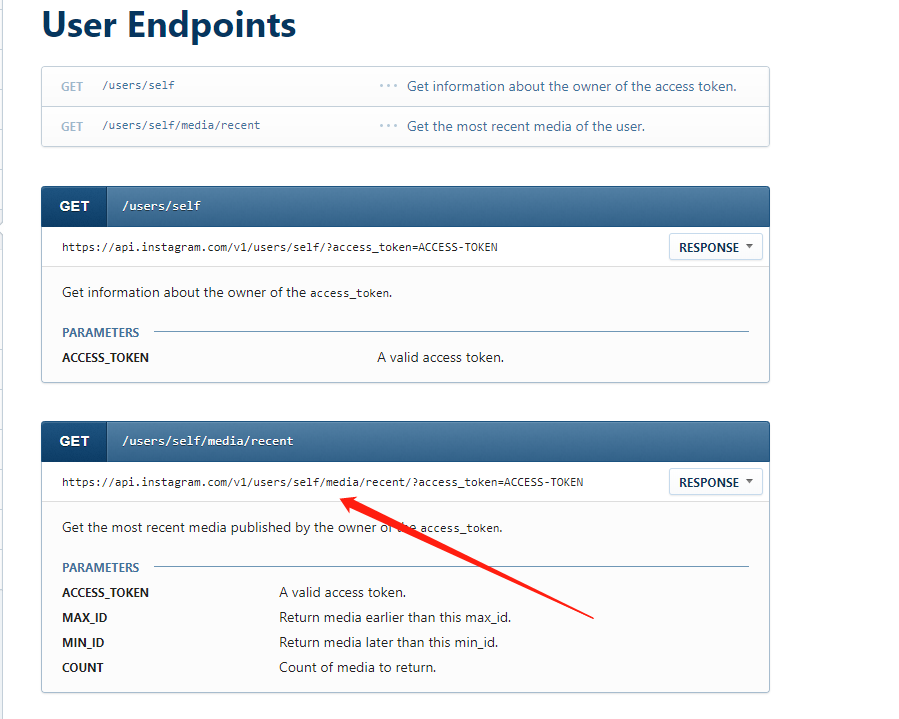 User Endpoints
GET /users/self ··· Get information about the owner of the access token.
GET /users/self/media/recent ··· Get the most recent media of the user.
GET /users/self
https://api.instagram.com/v1/users/self/?access_token=ACCESS-TOKEN RESPONSE
Get information about the owner of the access_token.
PARAMETERS
ACCESS_TOKEN A valid access token.
GET /users/self/media/recent
https://api.instagram.com/v1/users/self/media/recent/?access_token=ACCESS-TOKEN RESPONSE
Get the most recent media published by the owner of the access_token.
PARAMETERS
ACCESS_TOKEN A valid access token.
MAX_ID Return media earlier than this max_id.
MIN_ID Return media later than this min_id.
COUNT Count of media to return.